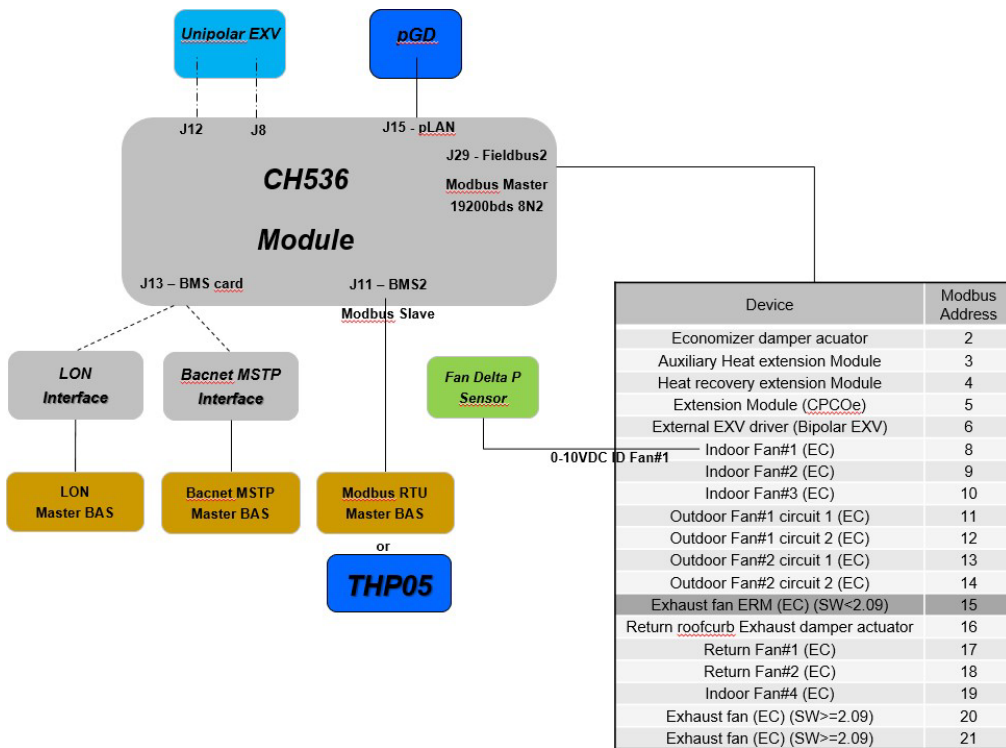 Unipolar EXV
pGD
J12
J8
J15 - pLAN
J29 - Fieldbus2
Modbus Master
19200bds 8N2
CH536
Module
J13 – BMS card
J11 – BMS2
Modbus Slave
LON
Interface
Bacnet MSTP
Interface
Fan Delta P
Sensor
0-10VDC ID Fan#1
LON
Master BAS
Bacnet MSTP
Master BAS
Modbus RTU
Master BAS
or
THP05
Device Modbus Address
Economizer damper actuator 2
Auxiliary Heat extension Module 3
Heat recovery extension Module 4
Extension Module (CPCOe) 5
External EXV driver (Bipolar EXV) 6
Indoor Fan#1 (EC) 8
Indoor Fan#2 (EC) 9
Indoor Fan#3 (EC) 10
Outdoor Fan#1 circuit 1 (EC) 11
Outdoor Fan#1 circuit 2 (EC) 12
Outdoor Fan#2 circuit 1 (EC) 13
Outdoor Fan#2 circuit 2 (EC) 14
Exhaust fan ERM (EC) (SW<2.09) 15
Return roofcurb Exhaust damper actuator 16
Return Fan#1 (EC) 17
Return Fan#2 (EC) 18
Indoor Fan#4 (EC) 19
Exhaust fan (EC) (SW>=2.09) 20
Exhaust fan (EC) (SW>=2.09) 21